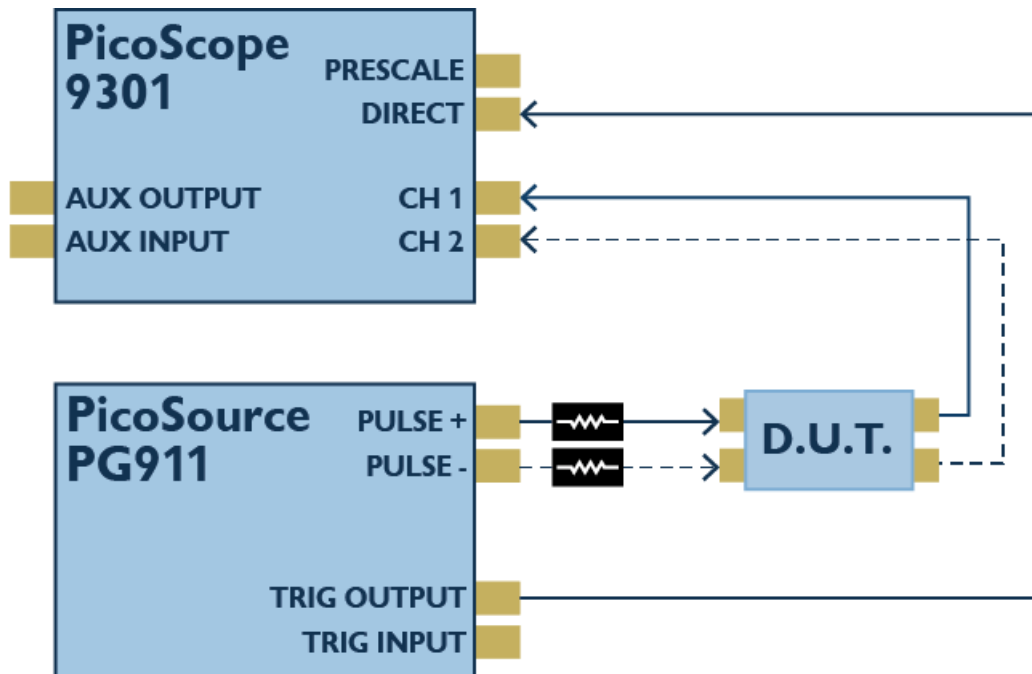 PicoScope
9301
PRESCALE
DIRECT
AUX OUTPUT
CH 1
AUX INPUT
CH 2
PicoSource
PG911
PULSE +
PULSE -
D.U.T.
TRIG OUTPUT
TRIG INPUT